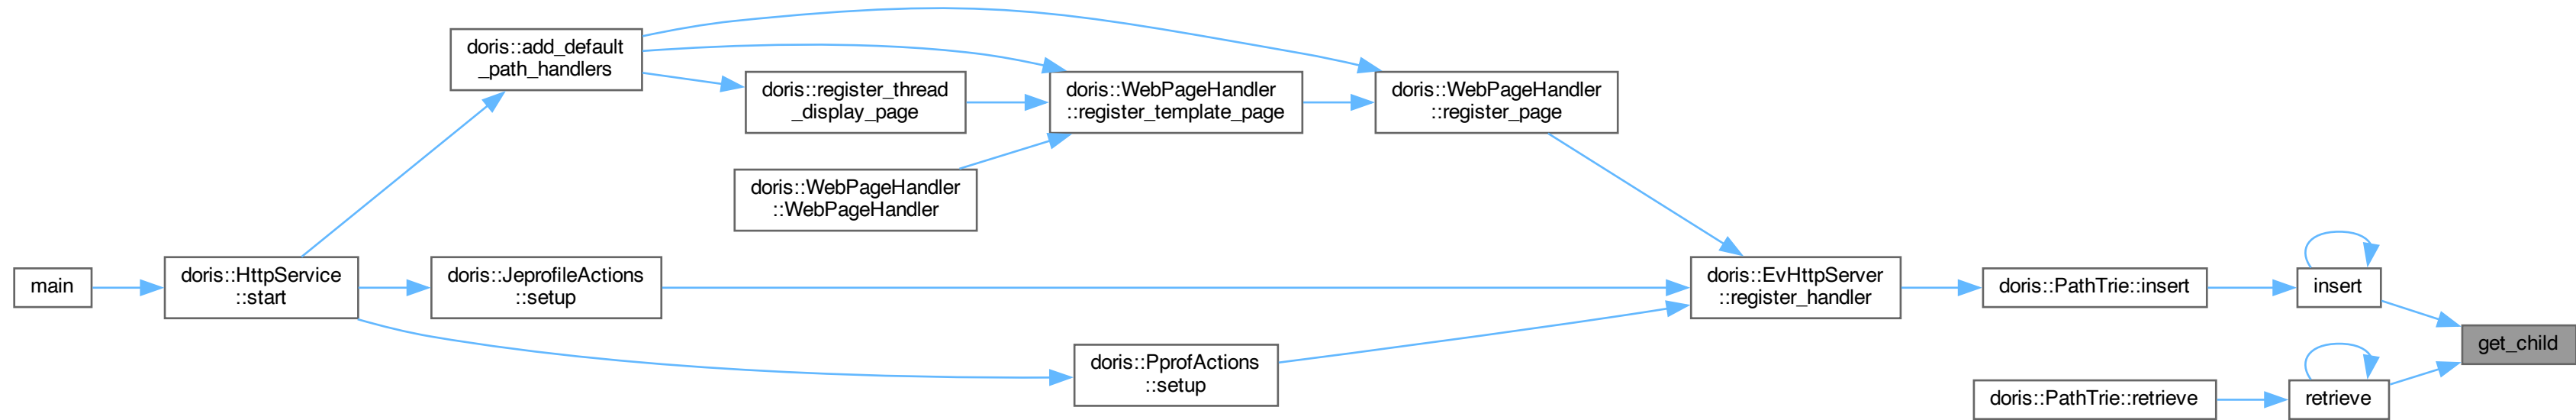 doris::add_default
_path_handlers
doris::register_thread
_display_page
doris::WebPageHandler
::register_template_page
doris::WebPageHandler
::register_page
doris::WebPageHandler
::WebPageHandler
main
doris::HttpService
::start
doris::JeprofileActions
::setup
doris::EvHttpServer
::register_handler
doris::PathTrie::insert
insert
get_child
doris::PprofActions
::setup
doris::PathTrie::retrieve
retrieve